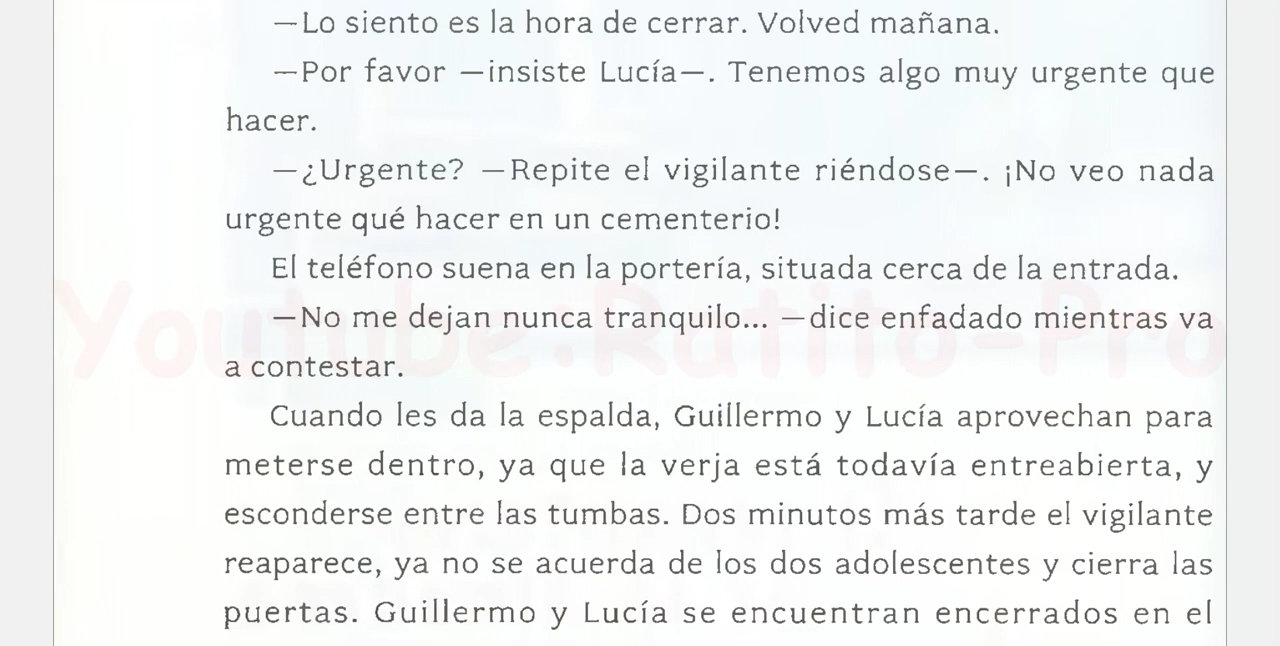 —Lo siento es la hora de cerrar. Volved mañana.
—Por favor —insiste Lucía—. Tenemos algo muy urgente que
hacer.
—¿Urgente? —Repite el vigilante riéndose—. ¡No veo nada
urgente qué hacer en un cementerio!
El teléfono suena en la portería, situada cerca de la entrada.
Youtube:Ratito-Pro
—No me dejan nunca tranquilo... —dice enfadado mientras va
a contestar.
Cuando les da la espalda, Guillermo y Lucía aprovechan para
meterse dentro, ya que la verja está todavía entreabierta, y
esconderse entre las tumbas. Dos minutos más tarde el vigilante
reaparece, ya no se acuerda de los dos adolescentes y cierra las
puertas. Guillermo y Lucía se encuentran encerrados en el